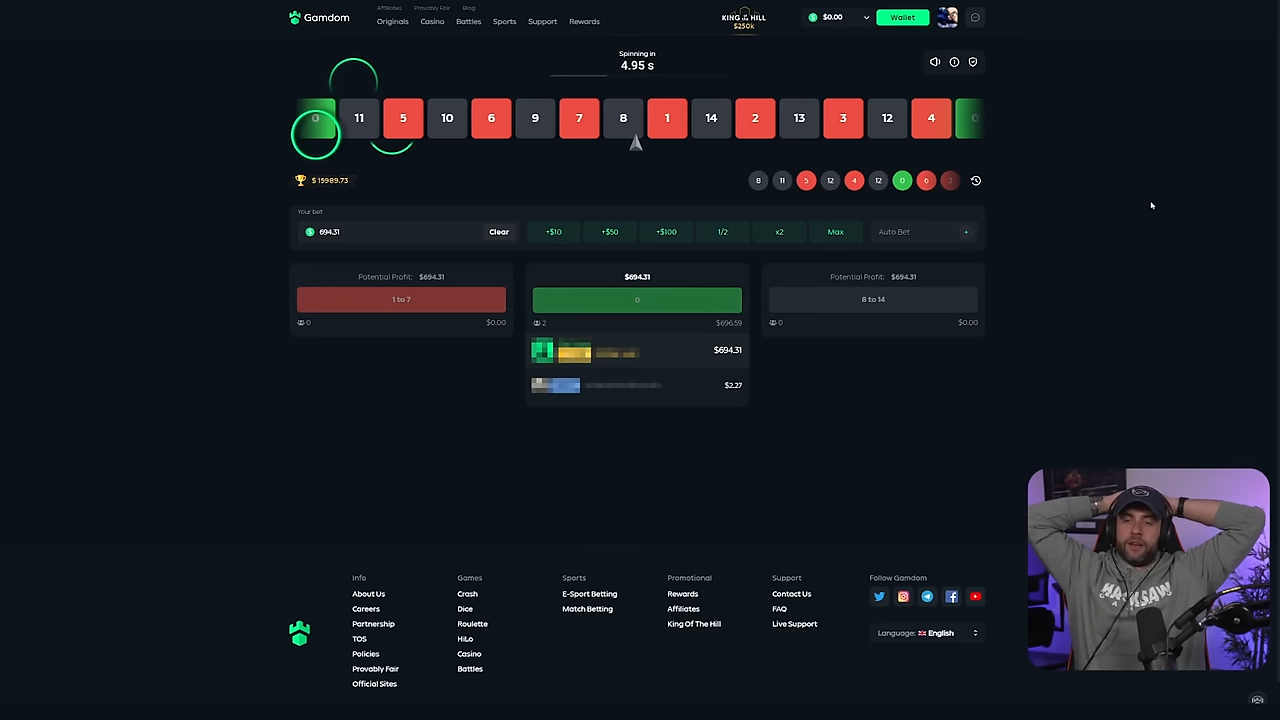 Affiliates Provably Fair Blog
Gamdom
Originals Casino Battles Sports Support Rewards
KING OF THE HILL
$250k
$0.00
Wallet
Spinning in
4.95 s
0 11 5 10 6 9 7 8 1 14 2 13 3 12 4 0
$ 15989.73
8 11 5 12 4 12 0 6 2
Your bet
694.31 Clear +$10 +$50 +$100 1/2 x2 Max Auto Bet +
Potential Profit: $694.31
1 to 7
0 $0.00
$694.31
0
2 $696.59
$694.31
$2.27
Potential Profit: $694.31
8 to 14
0 $0.00
Info
About Us
Careers
Partnership
TOS
Policies
Provably Fair
Official Sites
Games
Crash
Dice
Roulette
HiLo
Casino
Battles
Sports
E-Sport Betting
Match Betting
Promotional
Rewards
Affiliates
King Of The Hill
Support
Contact Us
FAQ
Live Support
Follow Gamdom
Language: English